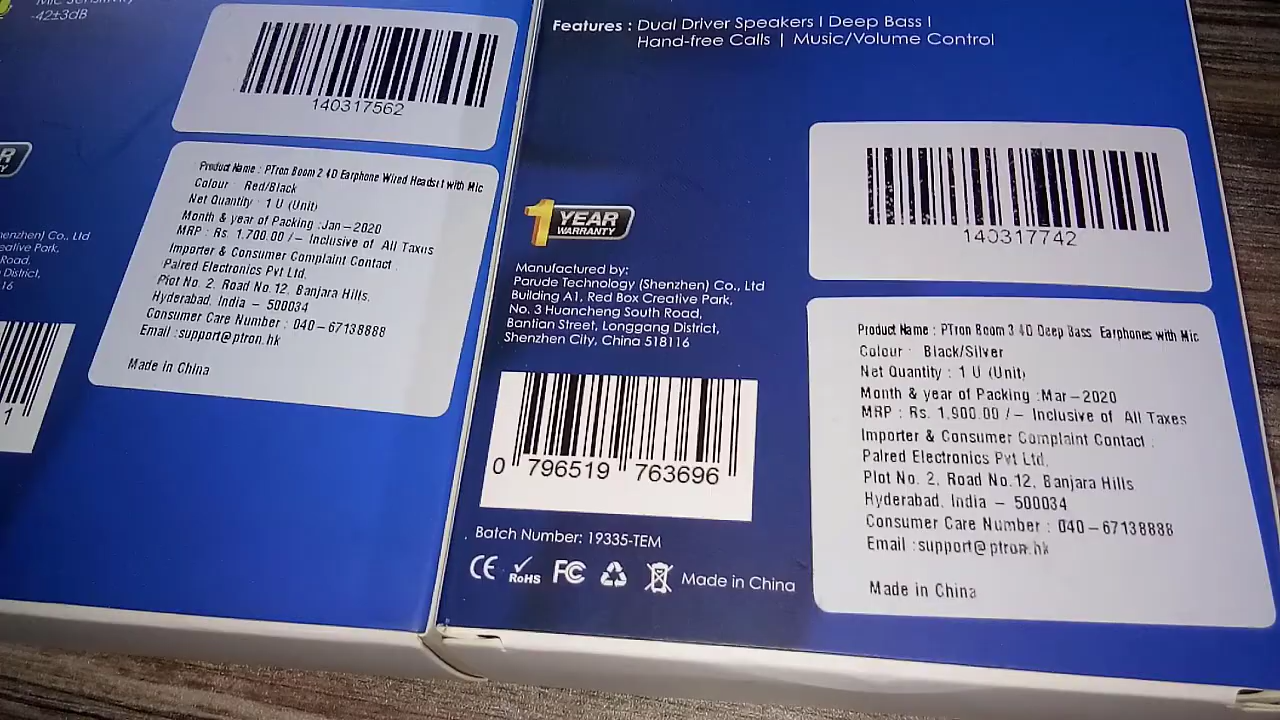 Mic Sensitivity
-42±3dB
140317562
Product Name : PTron Boom 2 4D Earphone Wired Headset with Mic
Colour : Red/Black
Net Quantity : 1 U (Unit)
Month & year of Packing :Jan-2020
MRP : Rs. 1,700.00 /- Inclusive of All Taxus
Importer & Consumer Complaint Contact :
Palred Electronics Pvt Ltd,
Plot No. 2, Road No.12, Banjara Hills,
Hyderabad, India - 500034
Consumer Care Number : 040-67138888
Email :support@ptron.hk
Made in China
Co., Ltd
Creative Park,
Road,
District,
1
Features : Dual Driver Speakers I Deep Bass I
Hand-free Calls | Music/Volume Control
1 YEAR
WARRANTY
Manufactured by:
Parude Technology (Shenzhen) Co., Ltd
Building A1, Red Box Creative Park,
No. 3 Huancheng South Road,
Bantian Street, Longgang District,
Shenzhen City, China 518116
0 796519 763696
Batch Number: 19335-TEM
CE RoHS FC Made in China
140317742
Product Name : PTron Boom 3 4D Deep Bass Earphones with Mic
Colour : Black/Silver
Net Quantity : 1 U (Unit)
Month & year of Packing :Mar-2020
MRP : Rs. 1,900.00 /- Inclusive of All Taxes
Importer & Consumer Complaint Contact :
Palred Electronics Pvt Ltd,
Plot No. 2, Road No.12, Banjara Hills
Hyderabad, India - 500034
Consumer Care Number : 040-67138888
Email :support@ptron.hk
Made in China